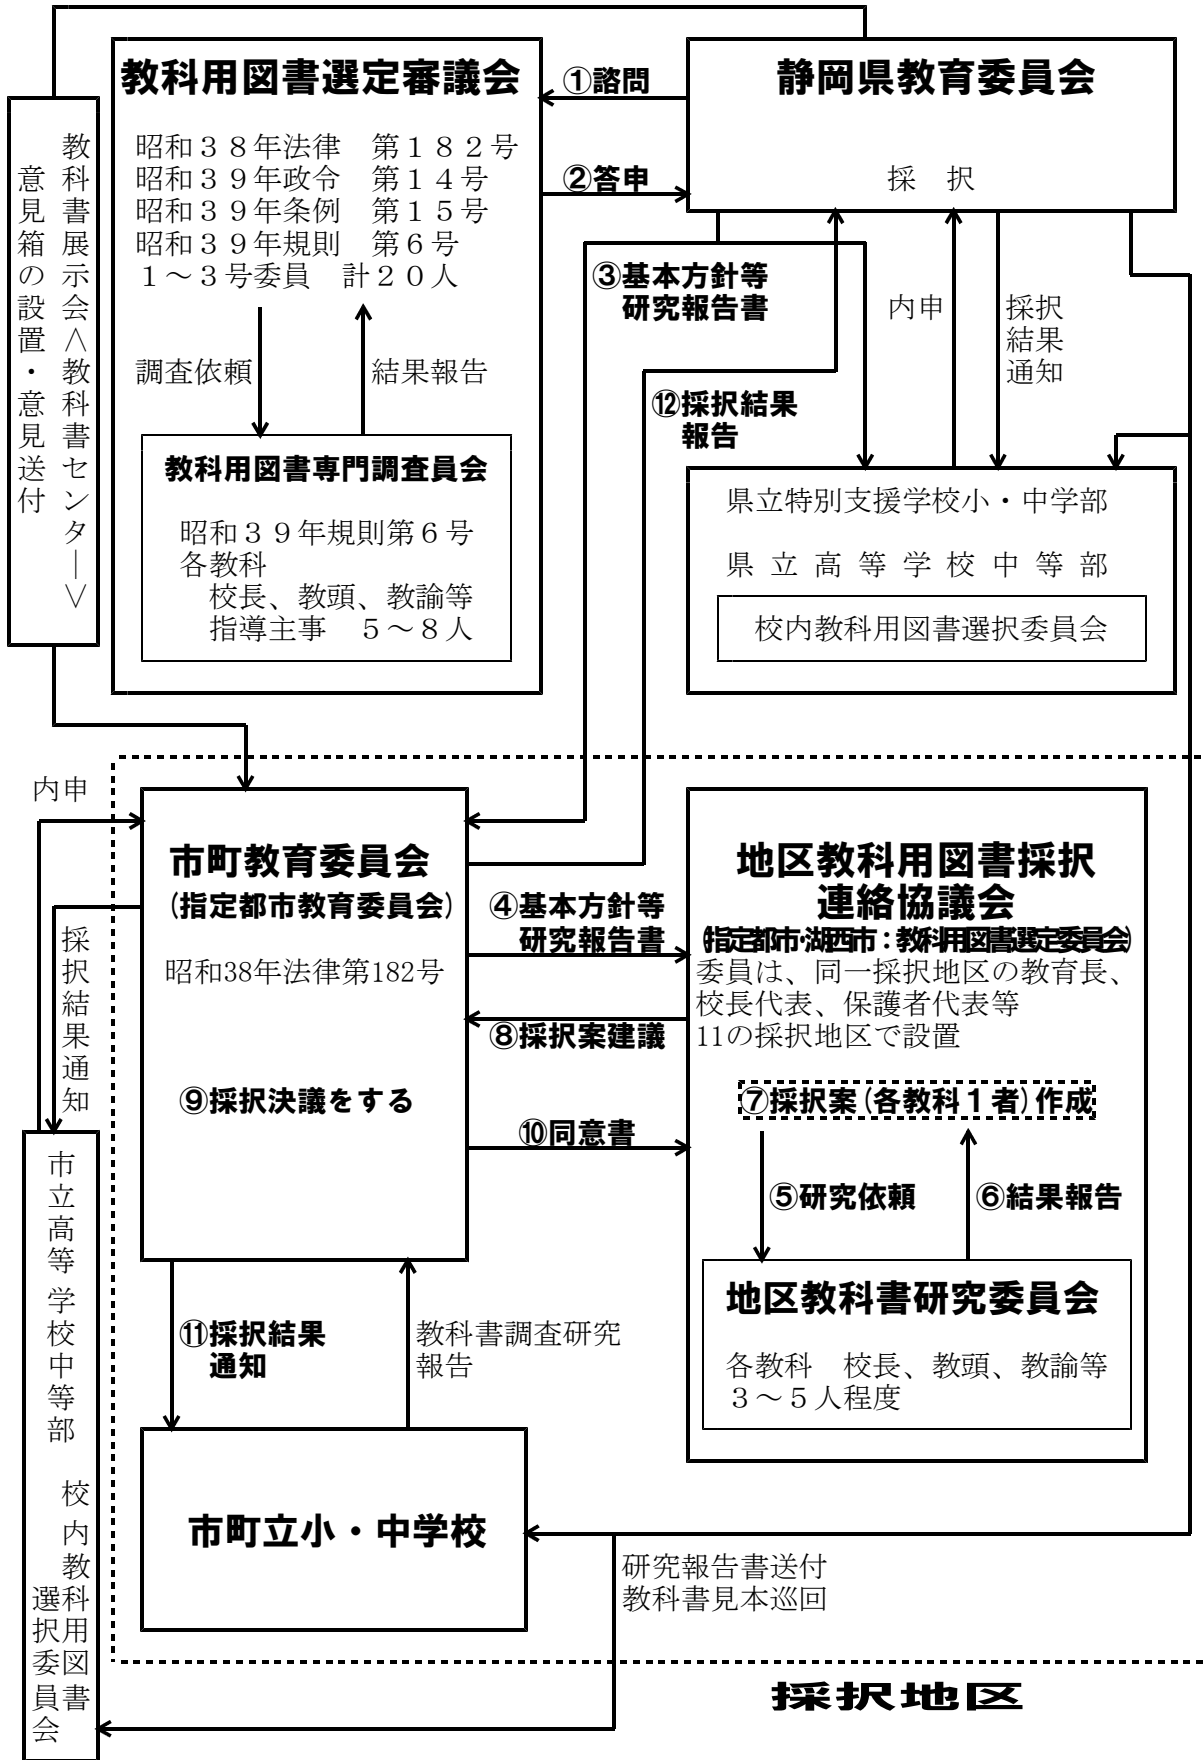 教科用図書選定審議会
昭和３８年法律　第１８２号
昭和３９年政令　第１４号
昭和３９年条例　第１５号
昭和３９年規則　第６号
１～３号委員　計２０人
①諮問
②答申
静岡県教育委員会
採　択
教科書展示会＜教科書センター＞
意見箱の設置・意見送付
調査依頼
結果報告
③基本方針等
研究報告書
内申
採択
結果
通知
⑫採択結果
報告
教科用図書専門調査員会
昭和３９年規則第６号
各教科
校長、教頭、教諭等
指導主事　５～８人
県立特別支援学校小・中学部
県立高等学校中等部
校内教科用図書選択委員会
内申
採択結果通知
市町教育委員会
(指定都市教育委員会)
昭和38年法律第182号
⑨採択決議をする
④基本方針等
研究報告書
⑧採択案建議
⑩同意書
地区教科用図書採択
連絡協議会
(指定都市・湖西市：教科用図書選定委員会)
委員は、同一採択地区の教育長、
校長代表、保護者代表等
11の採択地区で設置
⑦採択案(各教科１者)作成
⑤研究依頼
⑥結果報告
地区教科書研究委員会
各教科　校長、教頭、教諭等
３～５人程度
⑪採択結果
通知
教科書調査研究
報告
市町立小・中学校
研究報告書送付
教科書見本巡回
市立高等学校中等部
校内教科用図書
選択委員会
採択地区